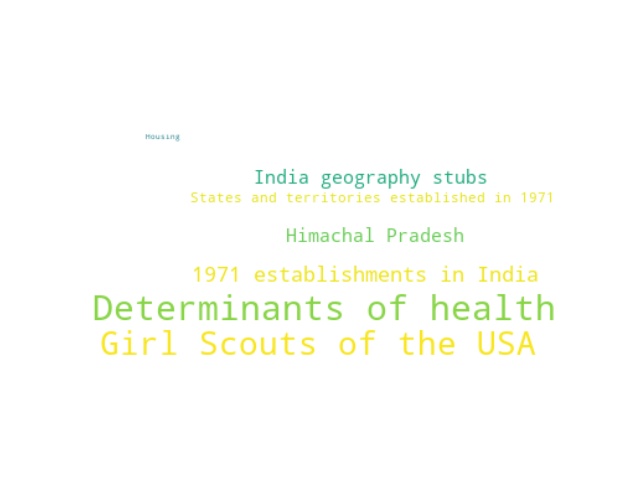 Housing
India geography stubs
States and territories established in 1971
Himachal Pradesh
1971 establishments in India
Determinants of health
Girl Scouts of the USA